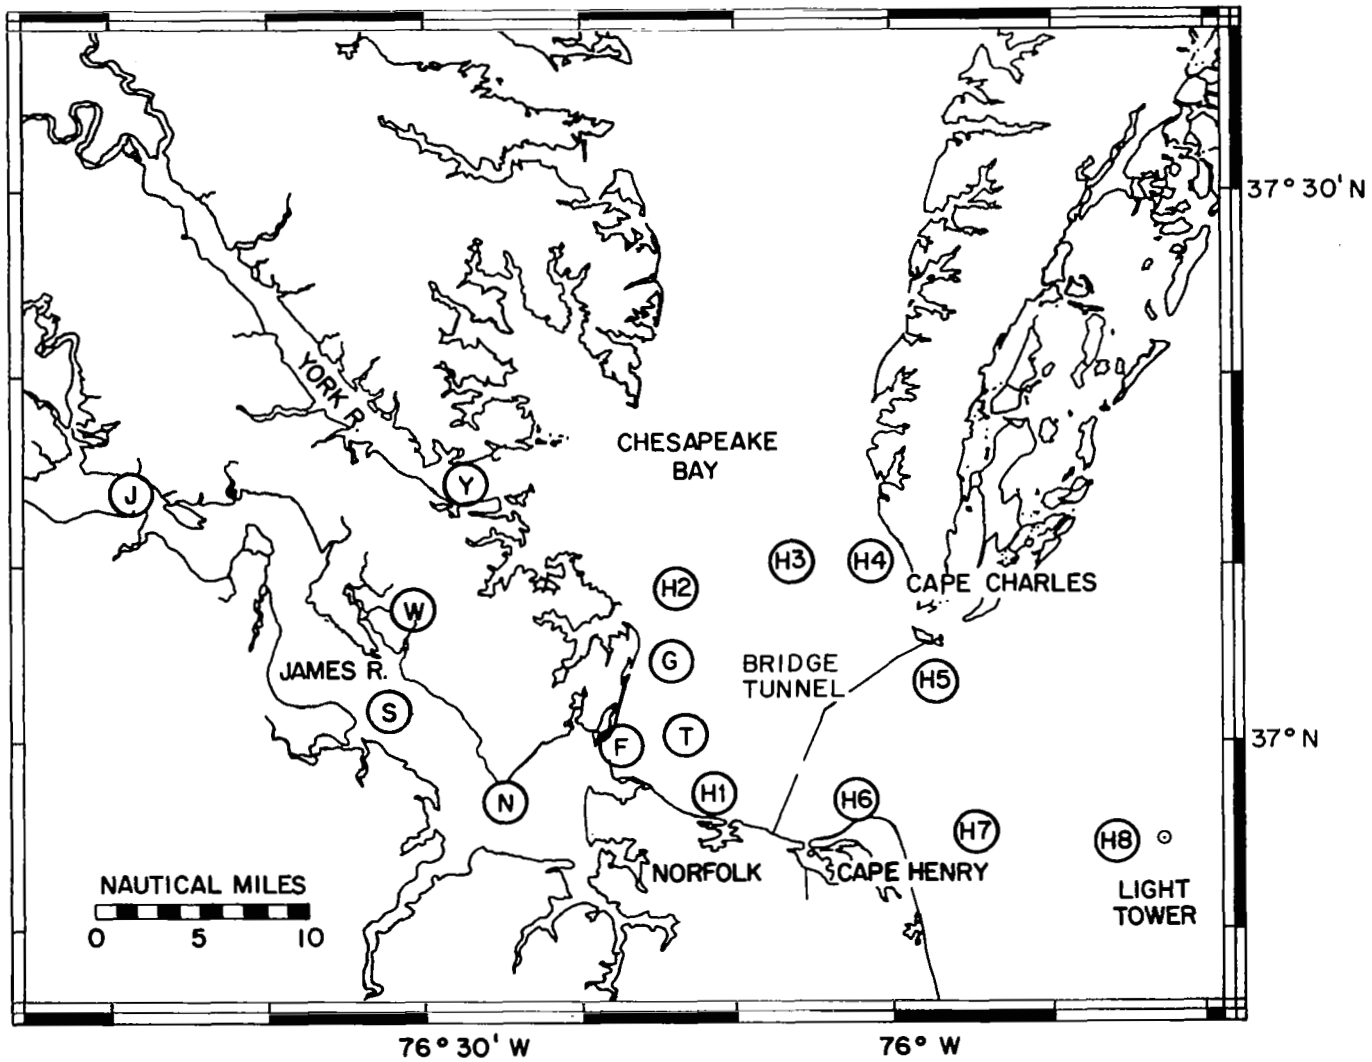 37° 30' N
YORK R.
CHESAPEAKE
BAY
Y
J
H3
H4
CAPE CHARLES
H2
W
JAMES R.
G
BRIDGE
TUNNEL
H5
S
T
F
37° N
H1
H6
N
H7
H8
NORFOLK
CAPE HENRY
NAUTICAL MILES
LIGHT
TOWER
0 5 10
76° 30' W
76° W